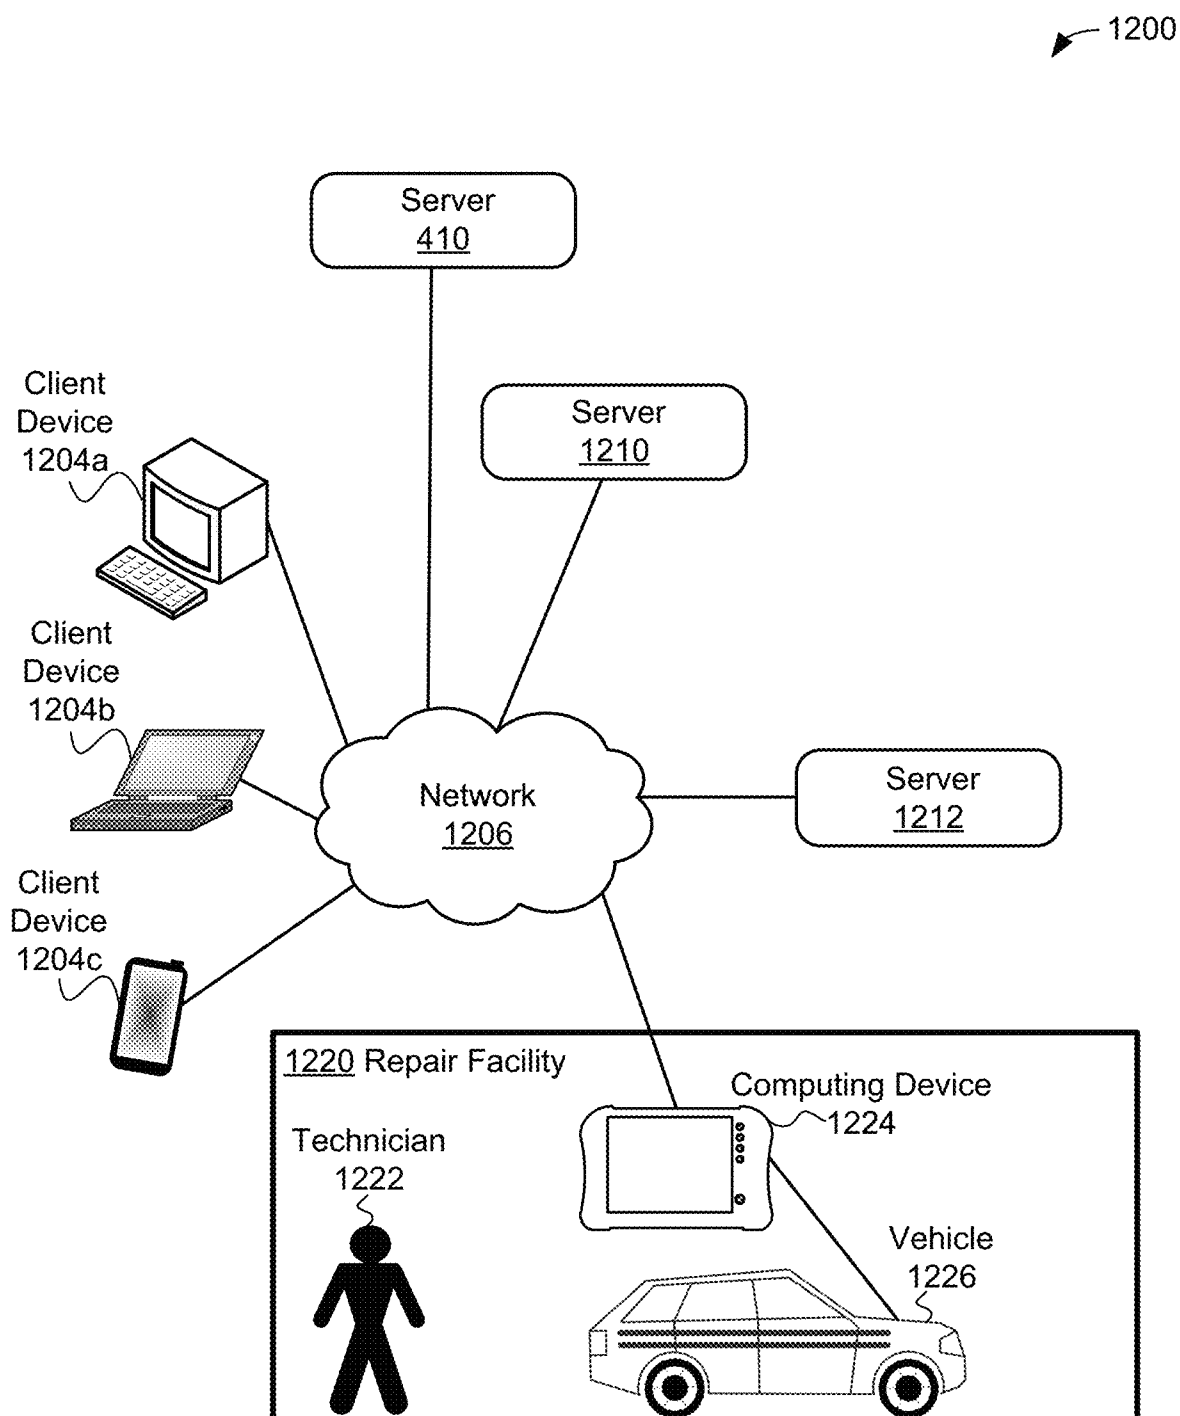 1200
Server
410
Client
Device
1204a
Server
1210
Client
Device
1204b
Network
1206
Server
1212
Client
Device
1204c
1220 Repair Facility
Computing Device
1224
Technician
1222
Vehicle
1226